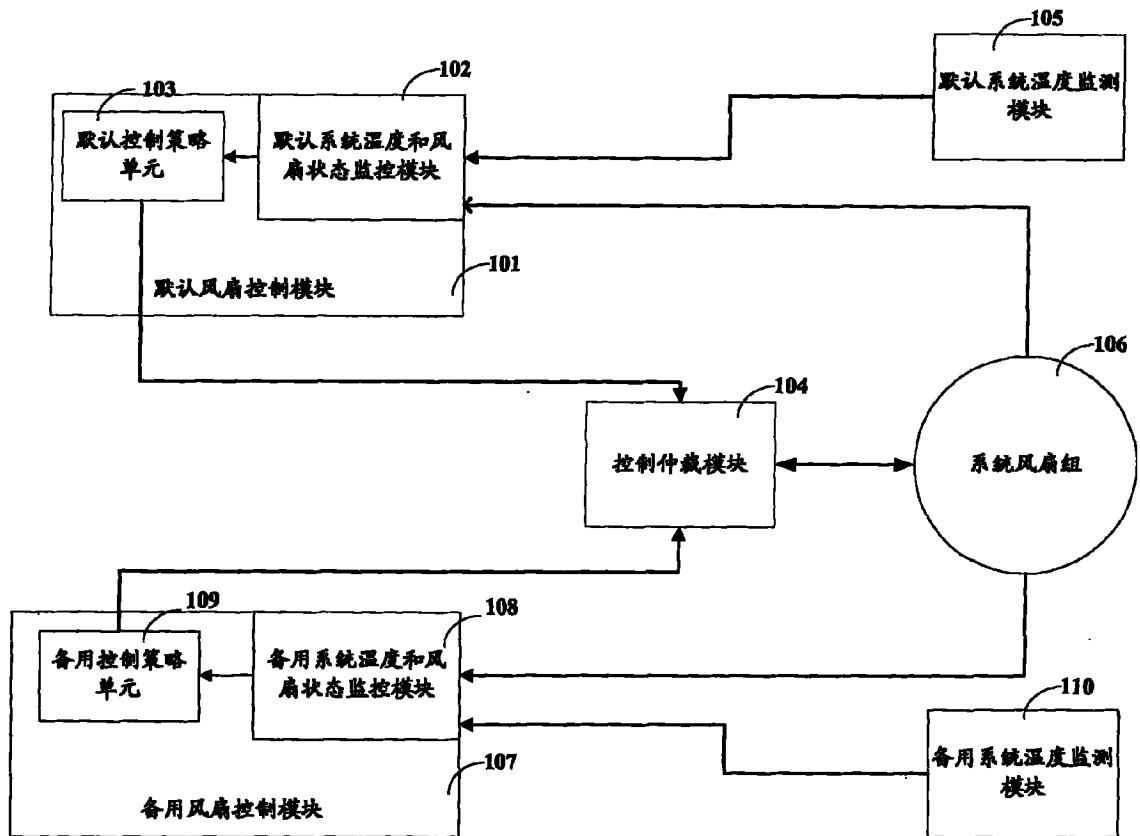 105
默认系统温度监测
模块
102
103
默认控制策略
单元
默认系统温度和风
扇状态监控模块
101
默认风扇控制模块
106
104
控制仲裁模块
系统风扇组
109
108
备用控制策略
单元
备用系统温度和风
扇状态监控模块
110
备用系统温度监测
模块
107
备用风扇控制模块